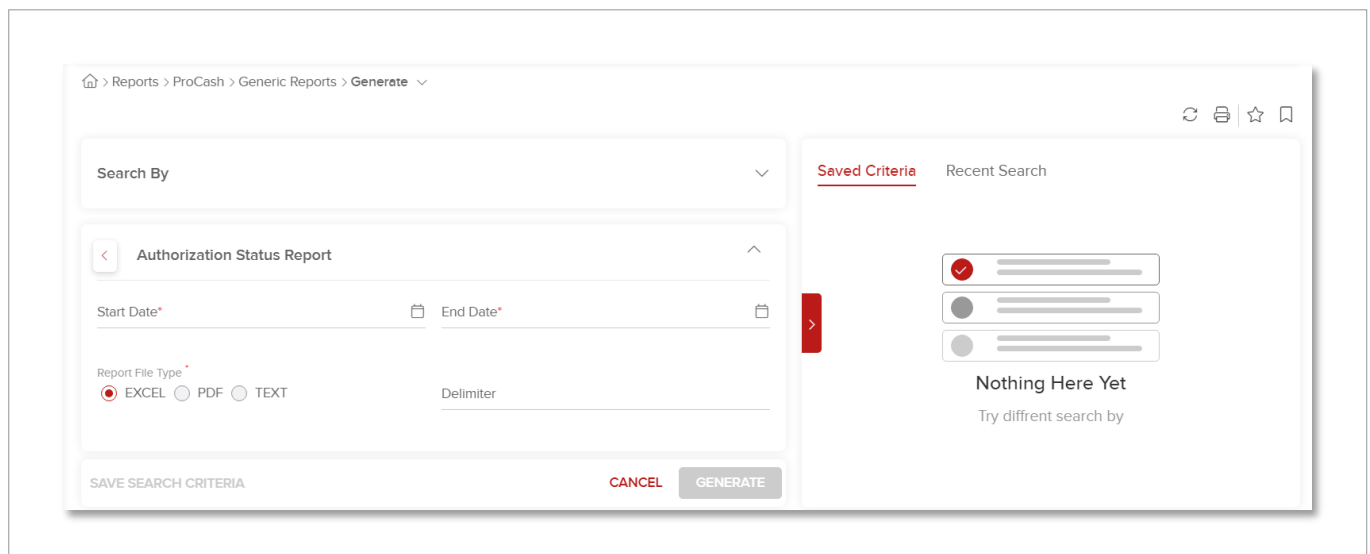 > Reports > ProCash > Generic Reports > Generate
Search By
Authorization Status Report
Start Date*
End Date*
Report File Type *
EXCEL PDF TEXT
Delimiter
SAVE SEARCH CRITERIA
CANCEL
GENERATE
Saved Criteria
Recent Search
Nothing Here Yet
Try diffrent search by